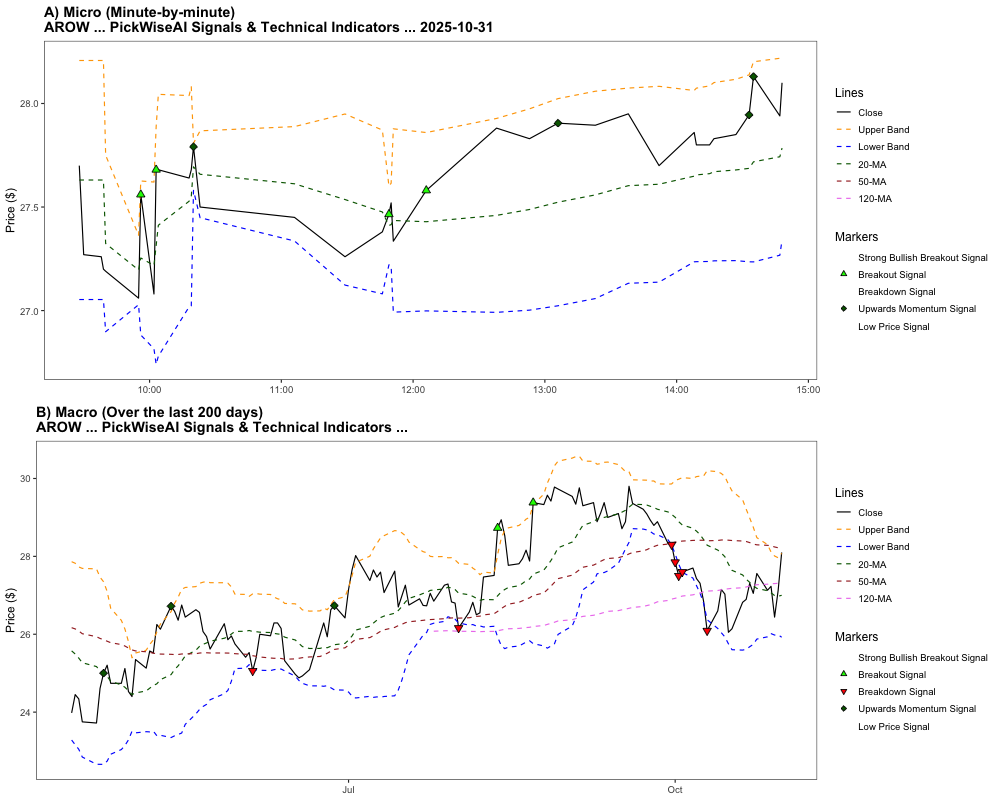 A) Micro (Minute-by-minute)
AROW ... PickWiseAI Signals & Technical Indicators ... 2025-10-31
Price ($)
28.0
27.5
27.0
10:00
11:00
12:00
13:00
14:00
15:00
Lines
Close
Upper Band
Lower Band
20-MA
50-MA
120-MA
Markers
Strong Bullish Breakout Signal
Breakout Signal
Breakdown Signal
Upwards Momentum Signal
Low Price Signal
B) Macro (Over the last 200 days)
AROW ... PickWiseAI Signals & Technical Indicators ...
Price ($)
30
28
26
24
Jul
Oct
Lines
Close
Upper Band
Lower Band
20-MA
50-MA
120-MA
Markers
Strong Bullish Breakout Signal
Breakout Signal
Breakdown Signal
Upwards Momentum Signal
Low Price Signal